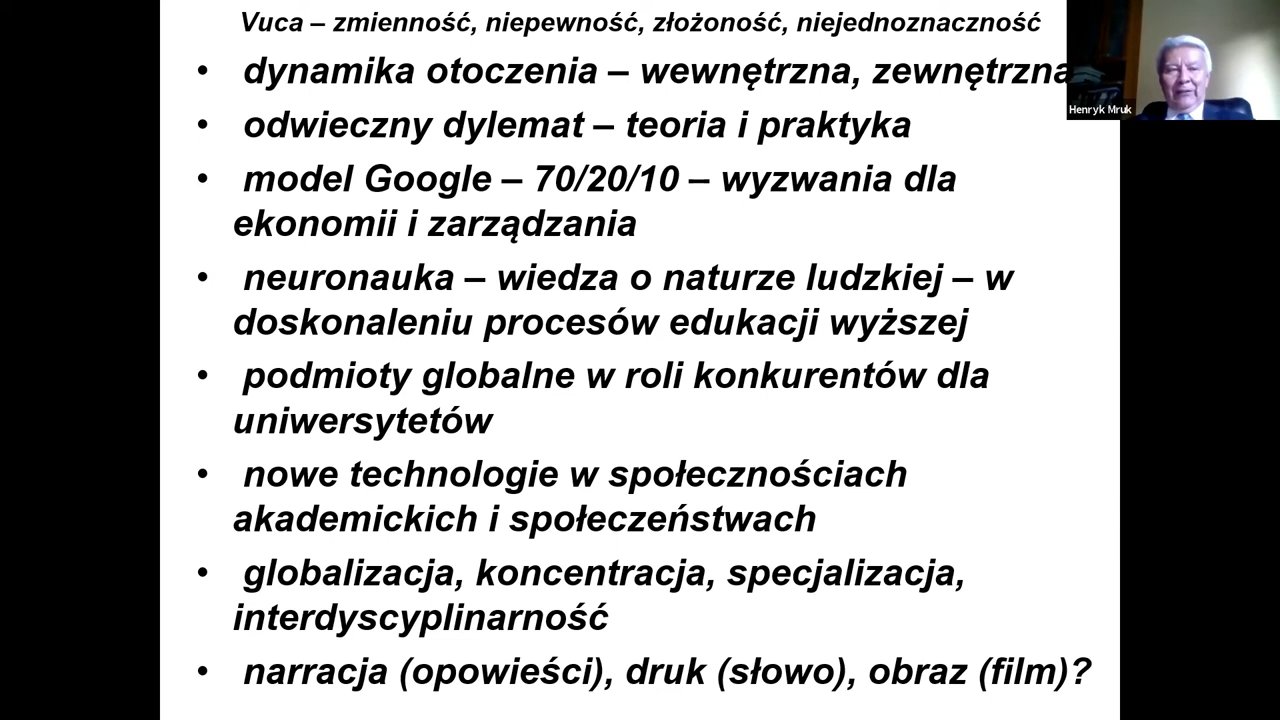 Vuca – zmienność, niepewność, złożoność, niejednoznaczność
• dynamika otoczenia – wewnętrzna, zewnętrzna
• odwieczny dylemat – teoria i praktyka
• model Google – 70/20/10 – wyzwania dla
ekonomii i zarządzania
• neuronauka – wiedza o naturze ludzkiej – w
doskonaleniu procesów edukacji wyższej
• podmioty globalne w roli konkurentów dla
uniwersytetów
• nowe technologie w społecznościach
akademickich i społeczeństwach
• globalizacja, koncentracja, specjalizacja,
interdyscyplinarność
• narracja (opowieści), druk (słowo), obraz (film)?
Henryk Mruk